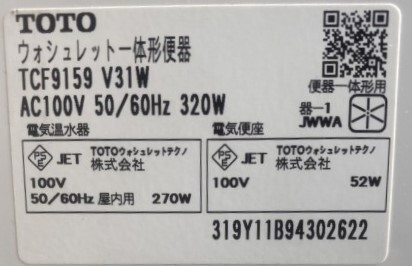 TOTO
ウォシュレット一体形便器
TCF9159 V31W
AC100V 50/60Hz 320W
便器一体形用
器-1
JWWA
電気温水器
PS
E
JET
TOTOウォシュレットテクノ
株式会社
100V
50/60Hz 屋内用 270W
電気便座
PS
E
JET
TOTOウォシュレットテクノ
株式会社
100V 52W
319Y11B94302622